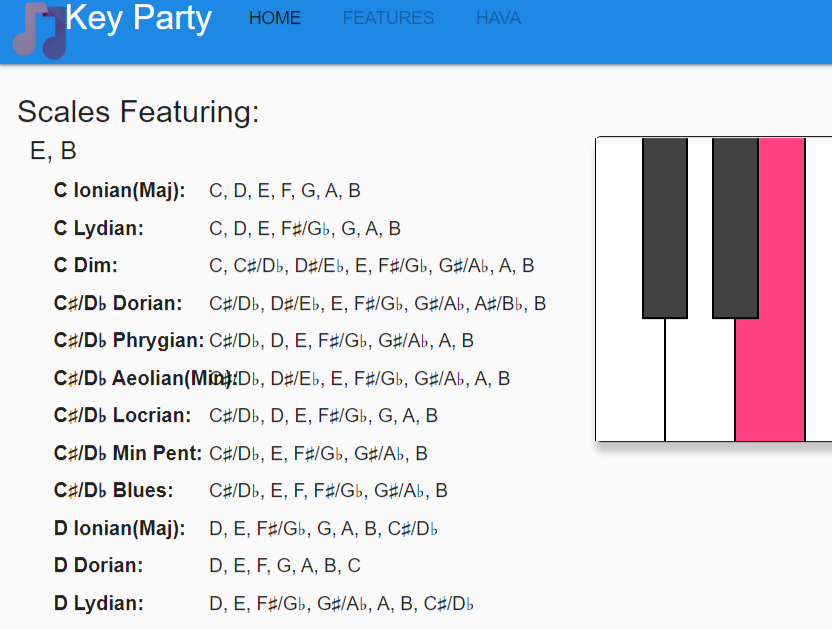 Key Party HOME FEATURES HAVA
Scales Featuring:
E, B
C Ionian(Maj): C, D, E, F, G, A, B
C Lydian: C, D, E, F♯/G♭, G, A, B
C Dim: C, C♯/D♭, D♯/E♭, E, F♯/G♭, G♯/A♭, A, B
C♯/D♭ Dorian: C♯/D♭, D♯/E♭, E, F♯/G♭, G♯/A♭, A♯/B♭, B
C♯/D♭ Phrygian: C♯/D♭, D, E, F♯/G♭, G♯/A♭, A, B
C♯/D♭ Aeolian(Min): C♯/D♭, D♯/E♭, E, F♯/G♭, G♯/A♭, A, B
C♯/D♭ Locrian: C♯/D♭, D, E, F♯/G♭, G, A, B
C♯/D♭ Min Pent: C♯/D♭, E, F♯/G♭, G♯/A♭, B
C♯/D♭ Blues: C♯/D♭, E, F, F♯/G♭, G♯/A♭, B
D Ionian(Maj): D, E, F♯/G♭, G, A, B, C♯/D♭
D Dorian: D, E, F, G, A, B, C
D Lydian: D, E, F♯/G♭, G♯/A♭, A, B, C♯/D♭